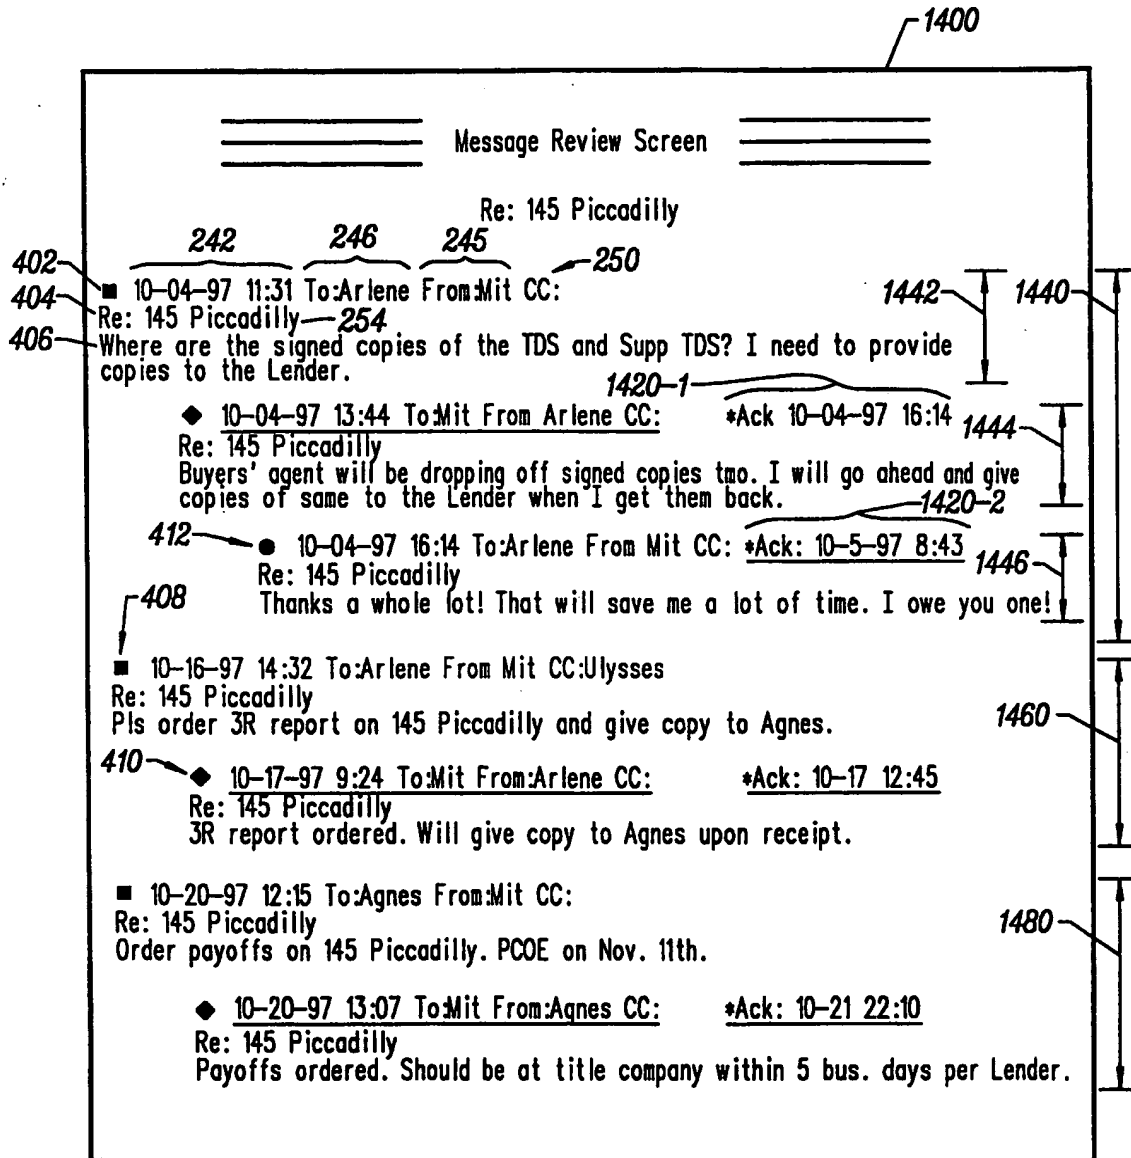 1400
Message Review Screen
Re: 145 Piccadilly
242 246 245
402 250
■ 10-04-97 11:31 To:Arlene From:Mit CC:
1442 1440
404 Re: 145 Piccadilly 254
406 Where are the signed copies of the TDS and Supp TDS? I need to provide
copies to the Lender.
1420-1
◆ 10-04-97 13:44 To:Mit From Arlene CC: *Ack 10-04-97 16:14
1444
Re: 145 Piccadilly
Buyers' agent will be dropping off signed copies tmo. I will go ahead and give
copies of same to the Lender when I get them back.
1420-2
412 ● 10-04-97 16:14 To:Arlene From Mit CC: *Ack: 10-5-97 8:43
1446
Re: 145 Piccadilly
Thanks a whole lot! That will save me a lot of time. I owe you one!
408
■ 10-16-97 14:32 To:Arlene From Mit CC:Ulysses
Re: 145 Piccadilly
Pls order 3R report on 145 Piccadilly and give copy to Agnes.
1460
410 ◆ 10-17-97 9:24 To:Mit From:Arlene CC: *Ack: 10-17 12:45
Re: 145 Piccadilly
3R report ordered. Will give copy to Agnes upon receipt.
■ 10-20-97 12:15 To:Agnes From:Mit CC:
Re: 145 Piccadilly
1480
Order payoffs on 145 Piccadilly. PCOE on Nov. 11th.
◆ 10-20-97 13:07 To:Mit From:Agnes CC: *Ack: 10-21 22:10
Re: 145 Piccadilly
Payoffs ordered. Should be at title company within 5 bus. days per Lender.